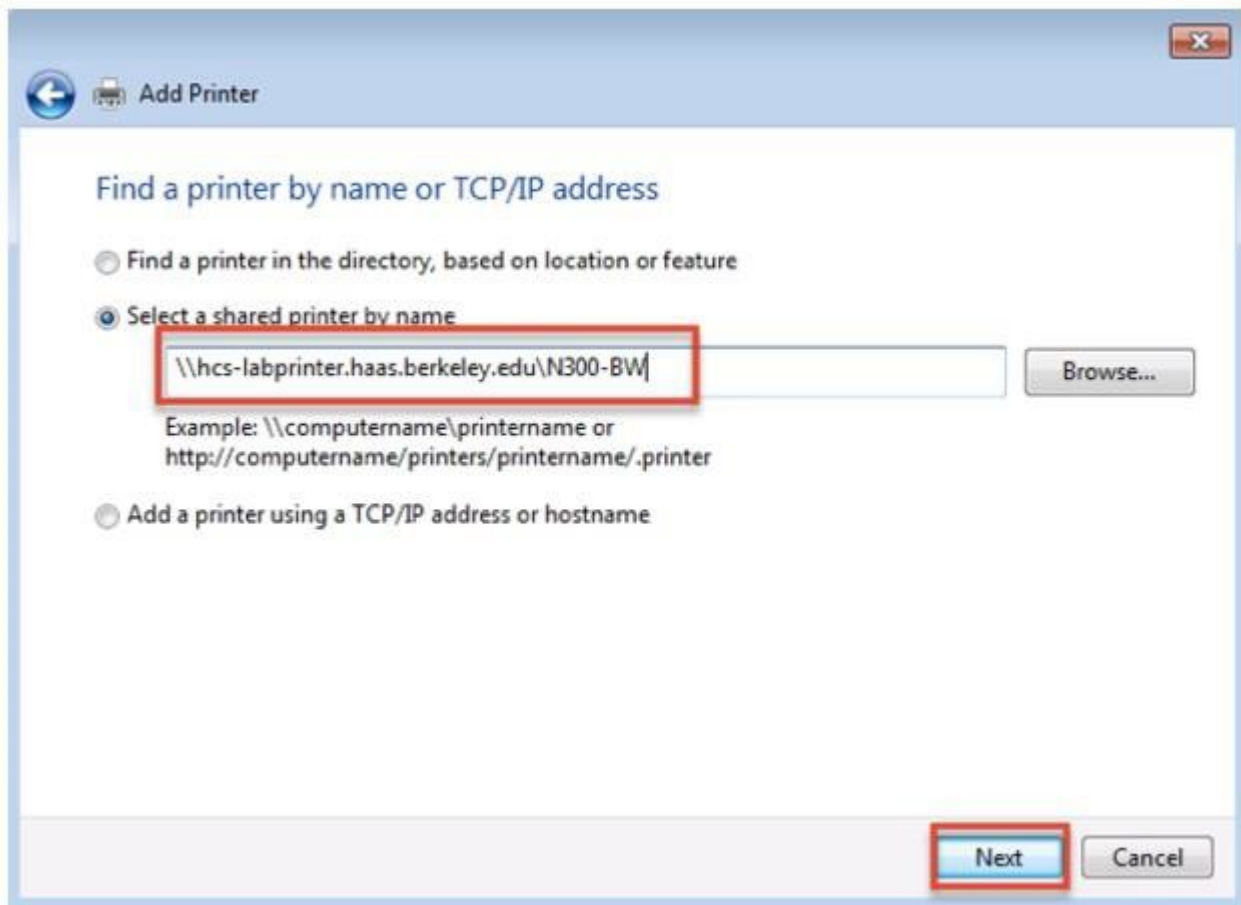 Add Printer
Find a printer by name or TCP/IP address
Find a printer in the directory, based on location or feature
Select a shared printer by name
\\hcs-labprinter.haas.berkeley.edu\N300-BW
Browse...
Example: \\computername\printername or
http://computername/printers/printername/.printer
Add a printer using a TCP/IP address or hostname
Next
Cancel